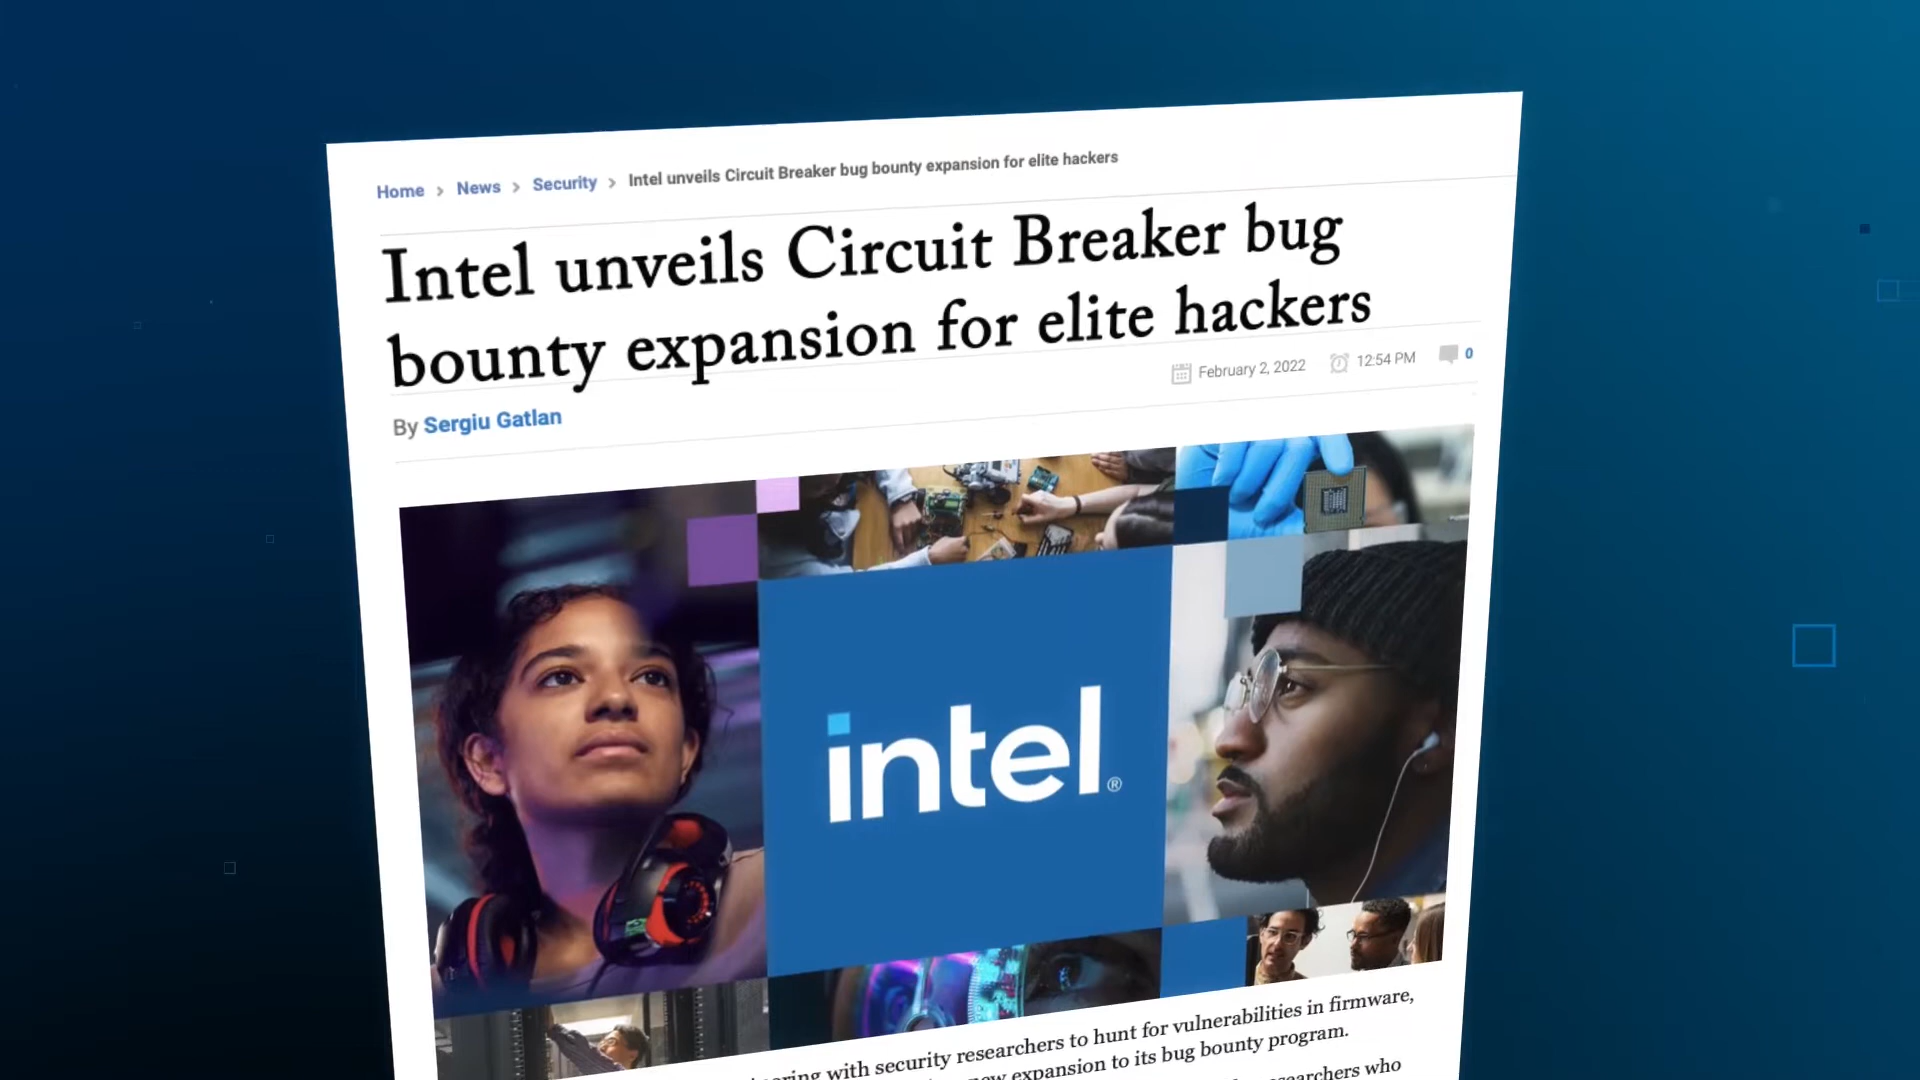 Home > News > Security > Intel unveils Circuit Breaker bug bounty expansion for elite hackers
Intel unveils Circuit Breaker bug
bounty expansion for elite hackers
By Sergiu Gatlan
February 2, 2022 12:54 PM 0
intel®
with security researchers to hunt for vulnerabilities in firmware,
expansion to its bug bounty program.
who